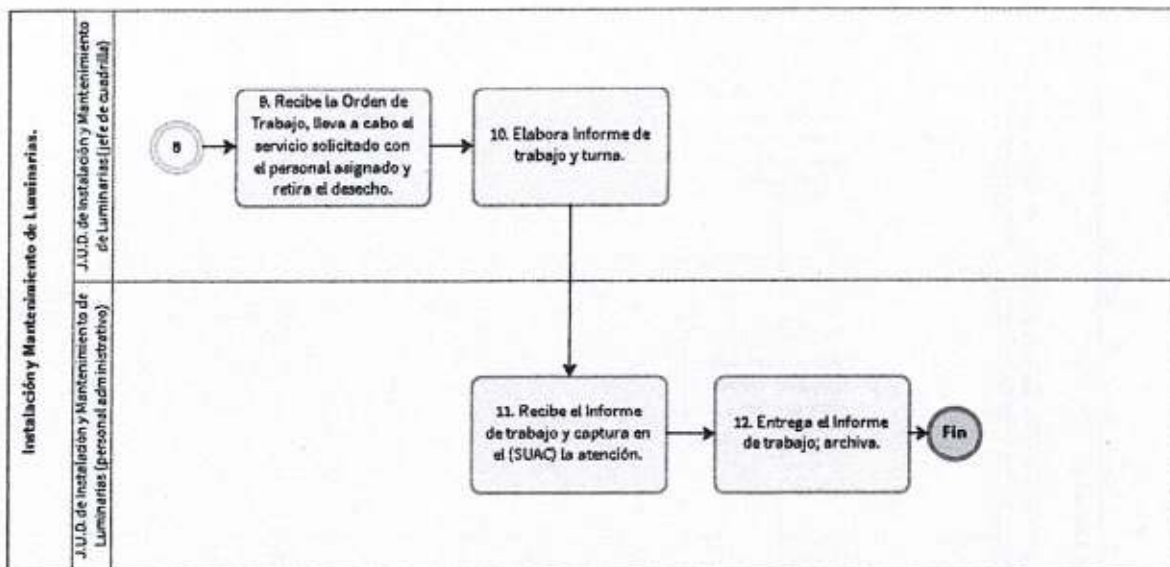 Instalación y Mantenimiento de Luminarias.
J.U.D. de Instalación y Mantenimiento
de Luminarias (jefe de cuadrilla)
B
9. Recibe la Orden de
Trabajo, lleva a cabo el
servicio solicitado con
el personal asignado y
retira el desecho.
10. Elabora Informe de
trabajo y turna.
J.U.D. de Instalación y Mantenimiento de
Luminarias (personal administrativo)
11. Recibe el Informe
de trabajo y captura en
el (SUAC) la atención.
12. Entrega el Informe
de trabajo; archiva.
Fin